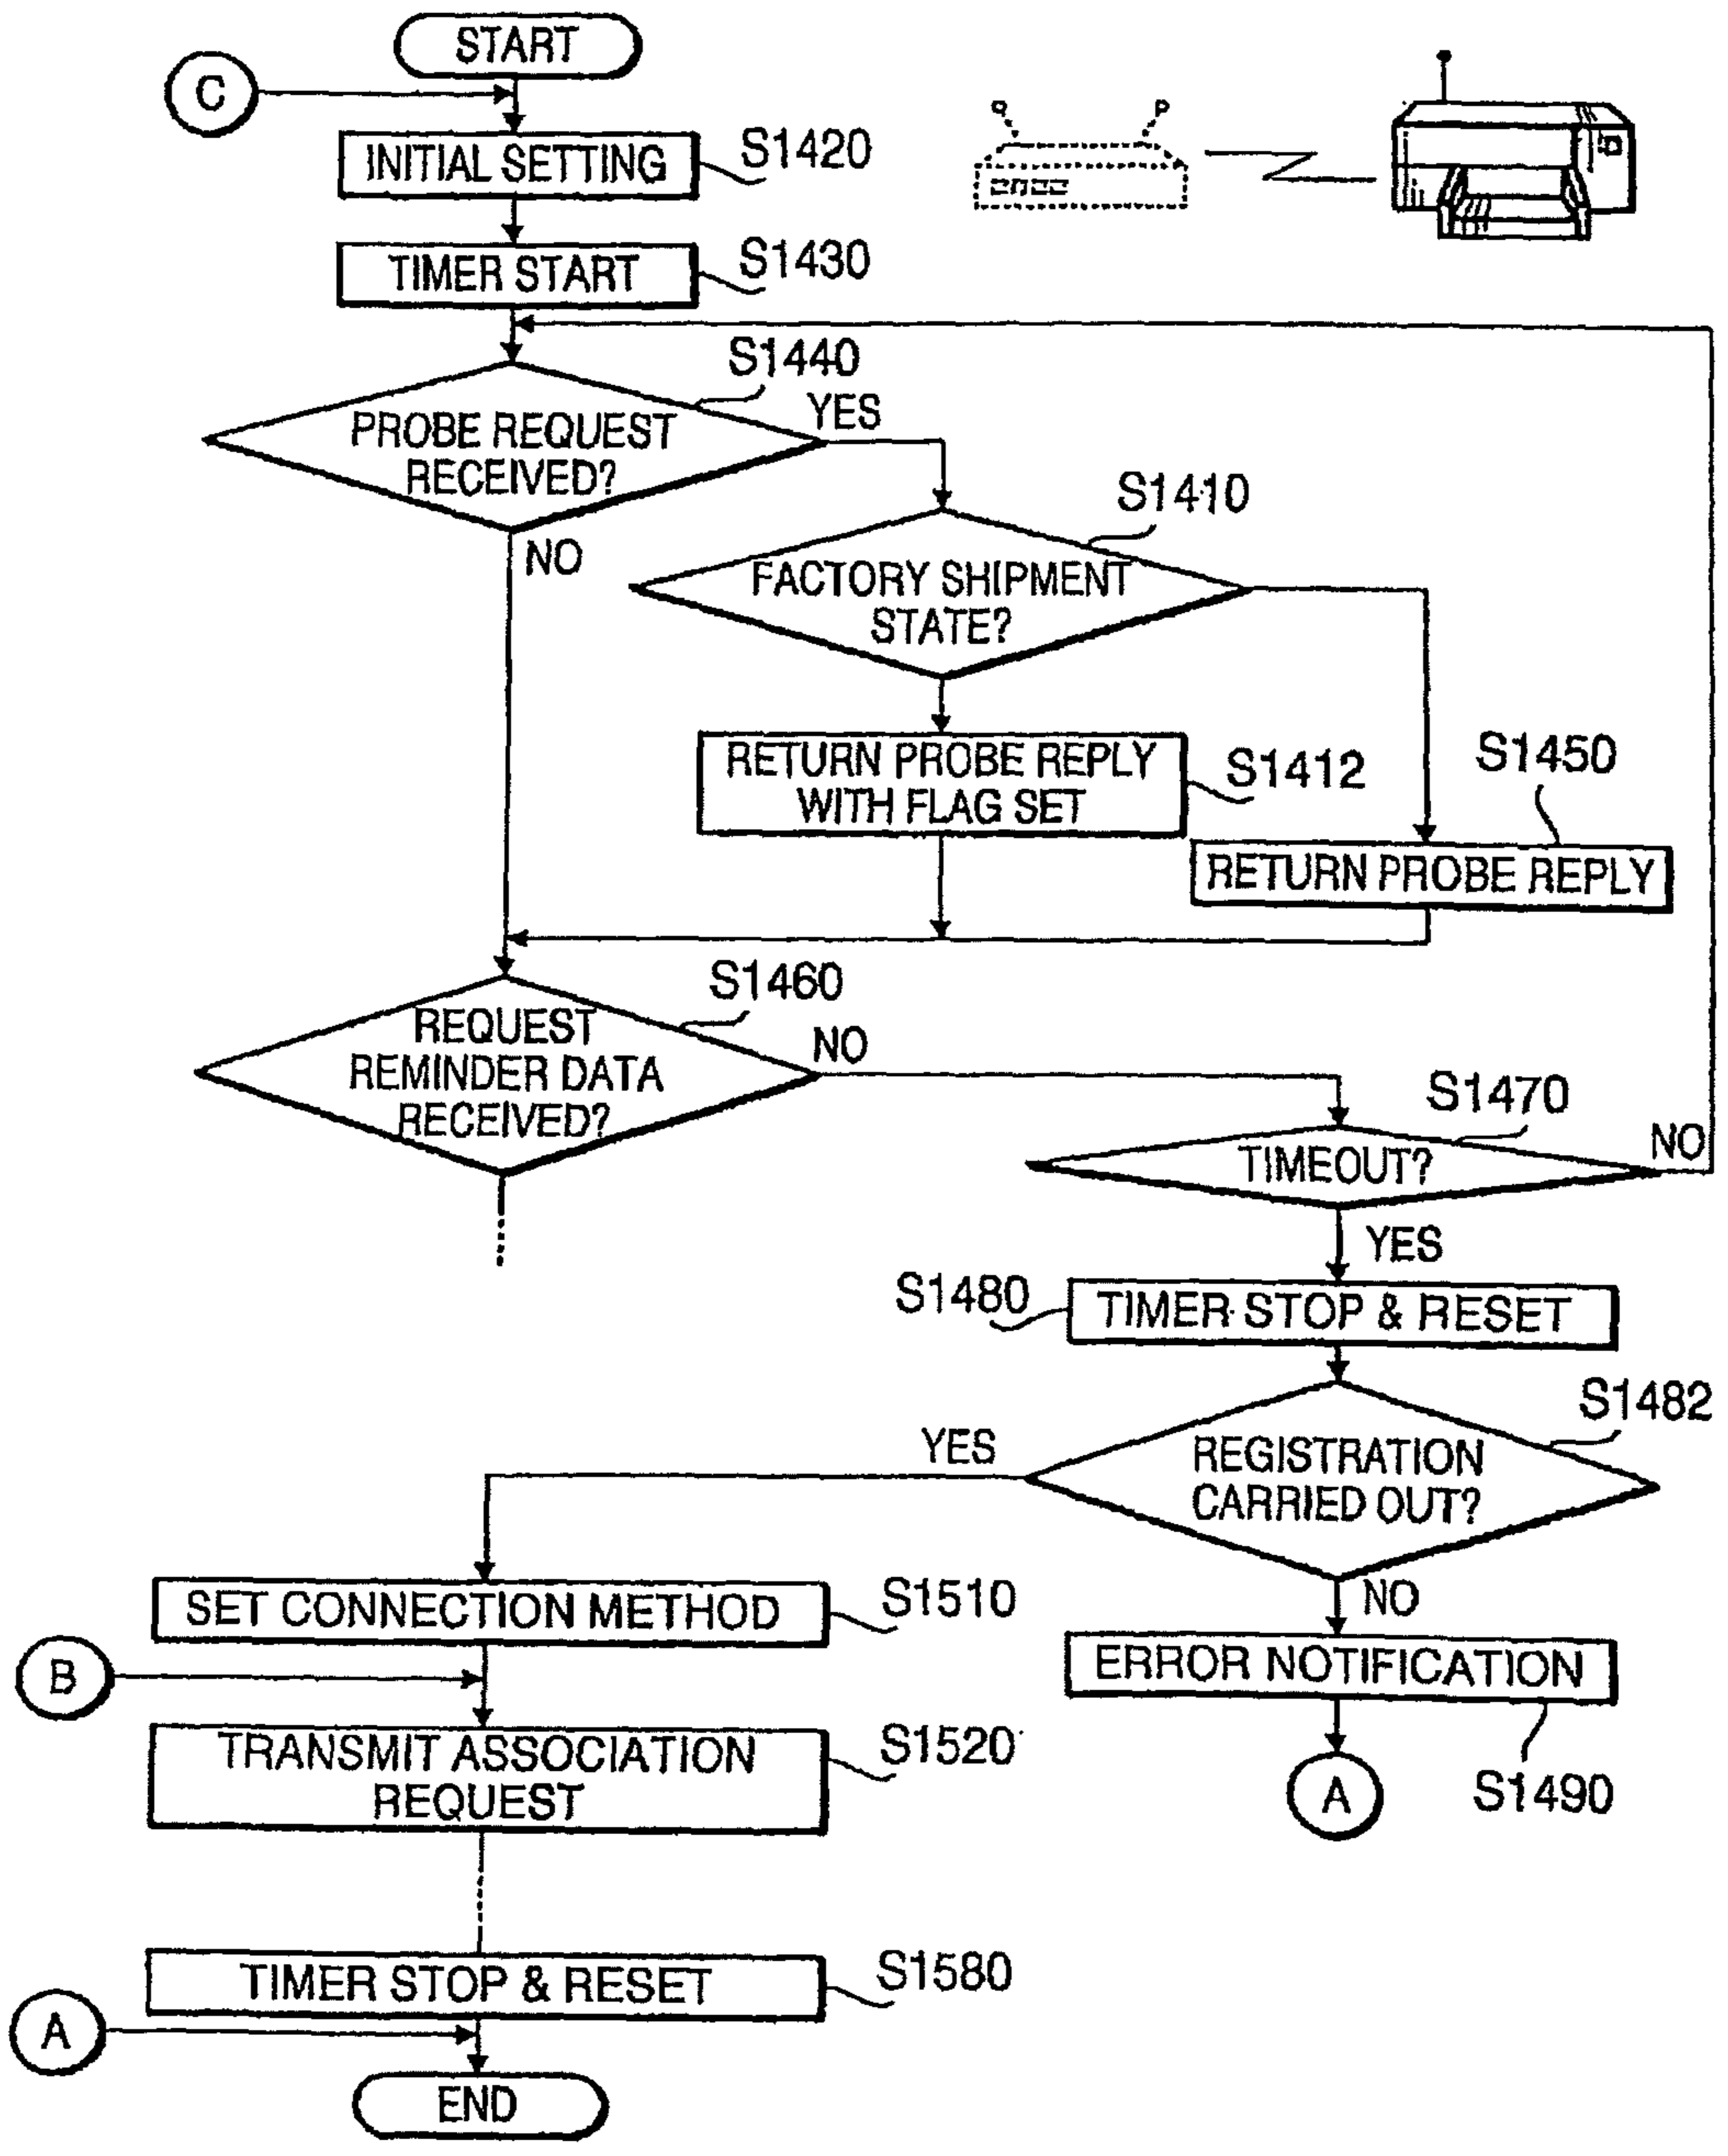 START
C
INITIAL SETTING
S1420
TIMER START
S1430
S1440
PROBE REQUEST
RECEIVED?
YES
NO
S1410
FACTORY SHIPMENT
STATE?
RETURN PROBE REPLY
WITH FLAG SET
S1412
S1450
RETURN PROBE REPLY
S1460
REQUEST
REMINDER DATA
RECEIVED?
NO
S1470
TIMEOUT?
NO
YES
S1480
TIMER STOP & RESET
S1482
REGISTRATION
CARRIED OUT?
YES
NO
SET CONNECTION METHOD
S1510
ERROR NOTIFICATION
S1490
A
B
TRANSMIT ASSOCIATION
REQUEST
S1520
TIMER STOP & RESET
S1580
A
END